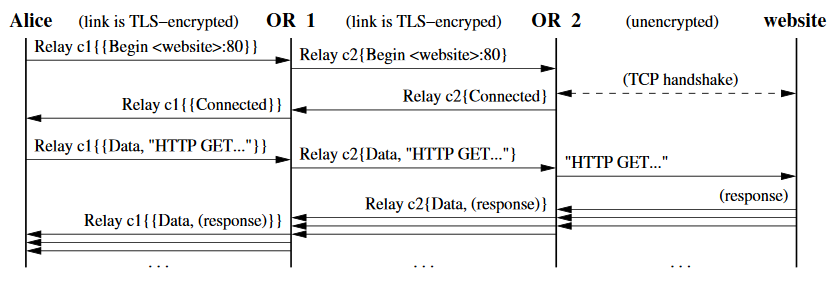 Alice (link is TLS−encrypted) OR 1 (link is TLS−encryped) OR 2 (unencrypted) website
Relay c1{{Begin <website>:80}}
Relay c2{Begin <website>:80}
(TCP handshake)
Relay c2{Connected}
Relay c1{{Connected}}
Relay c1{{Data, "HTTP GET..."}}
Relay c2{Data, "HTTP GET..."}
"HTTP GET..."
(response)
Relay c2{Data, (response)}
Relay c1{{Data, (response)}}
. . . . . . . . .